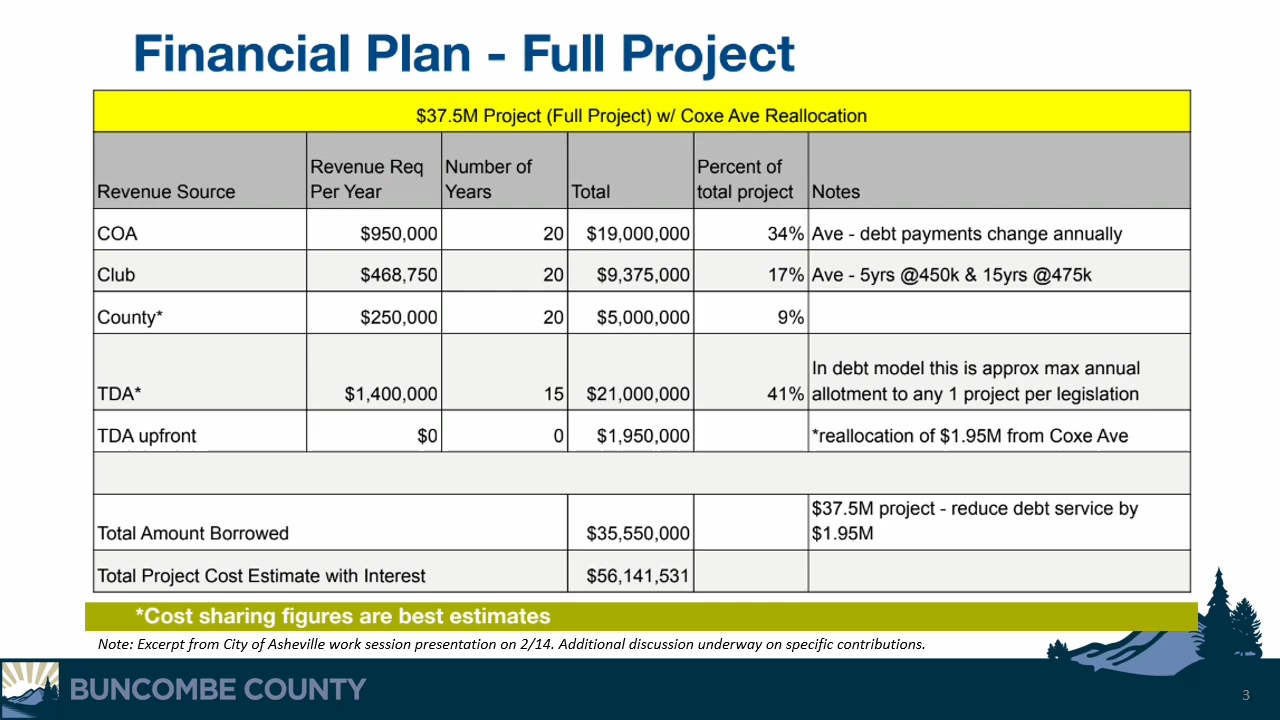 Financial Plan - Full Project
$37.5M Project (Full Project) w/ Coxe Ave Reallocation
Revenue Source
Revenue Req
Per Year
Number of
Years
Total
Percent of
total project
Notes
COA $950,000 20 $19,000,000 34% Ave - debt payments change annually
Club $468,750 20 $9,375,000 17% Ave - 5yrs @450k & 15yrs @475k
County* $250,000 20 $5,000,000 9%
TDA* $1,400,000 15 $21,000,000 41% In debt model this is approx max annual
allotment to any 1 project per legislation
TDA upfront $0 0 $1,950,000 *reallocation of $1.95M from Coxe Ave
Total Amount Borrowed $35,550,000 $37.5M project - reduce debt service by
$1.95M
Total Project Cost Estimate with Interest $56,141,531
*Cost sharing figures are best estimates
Note: Excerpt from City of Asheville work session presentation on 2/14. Additional discussion underway on specific contributions.
BUNCOMBE COUNTY
3